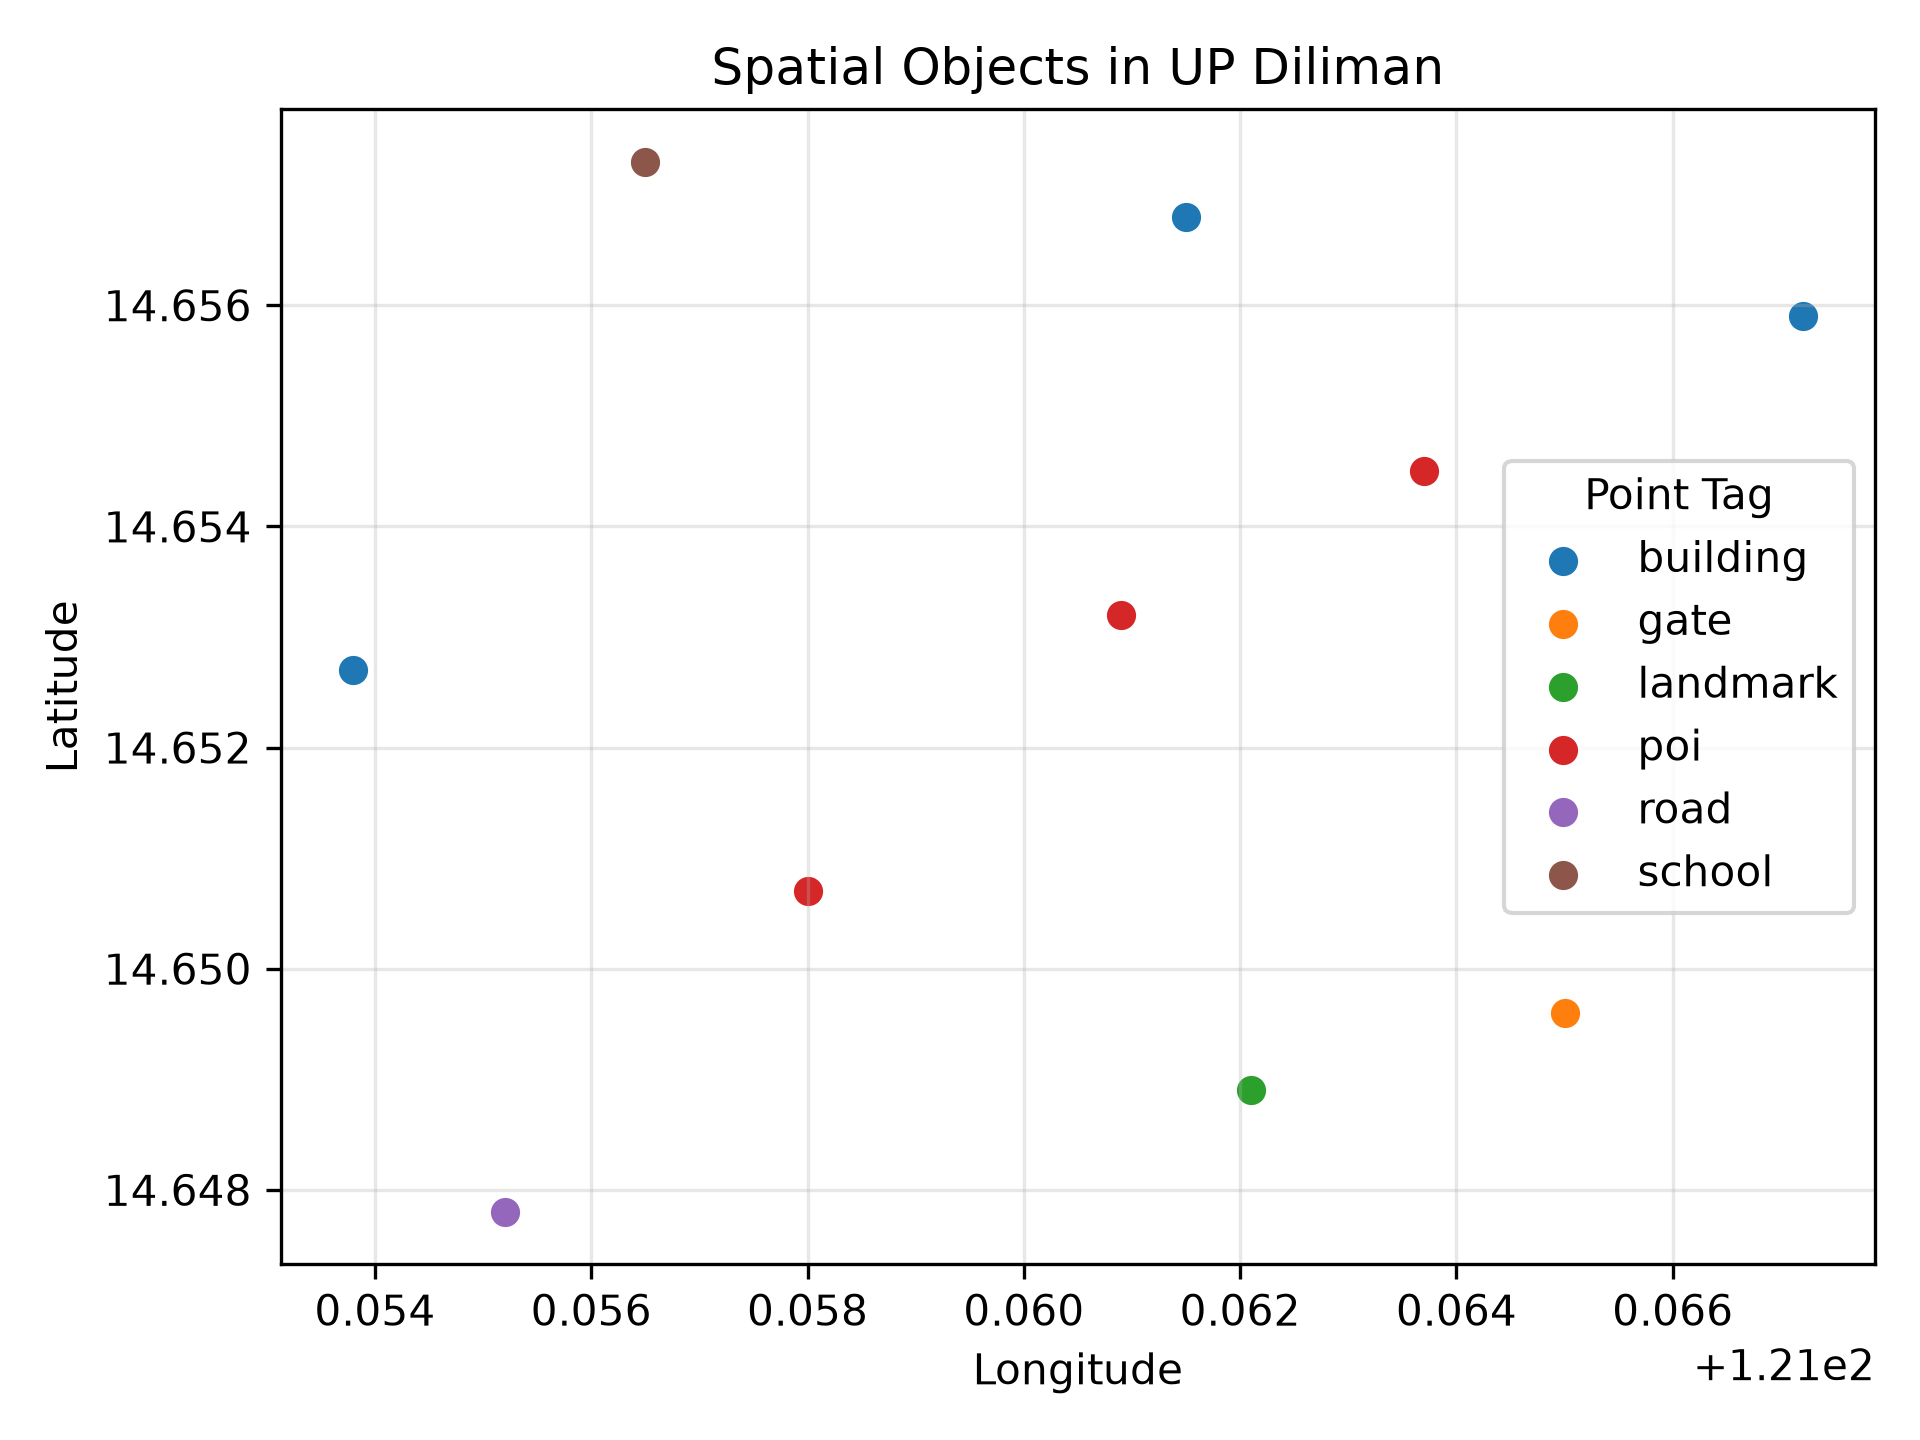 Spatial Objects in UP Diliman
Latitude
14.656
14.654
14.652
14.650
14.648
Point Tag
building
gate
landmark
poi
road
school
0.054 0.056 0.058 0.060 0.062 0.064 0.066
Longitude
+1.21e2